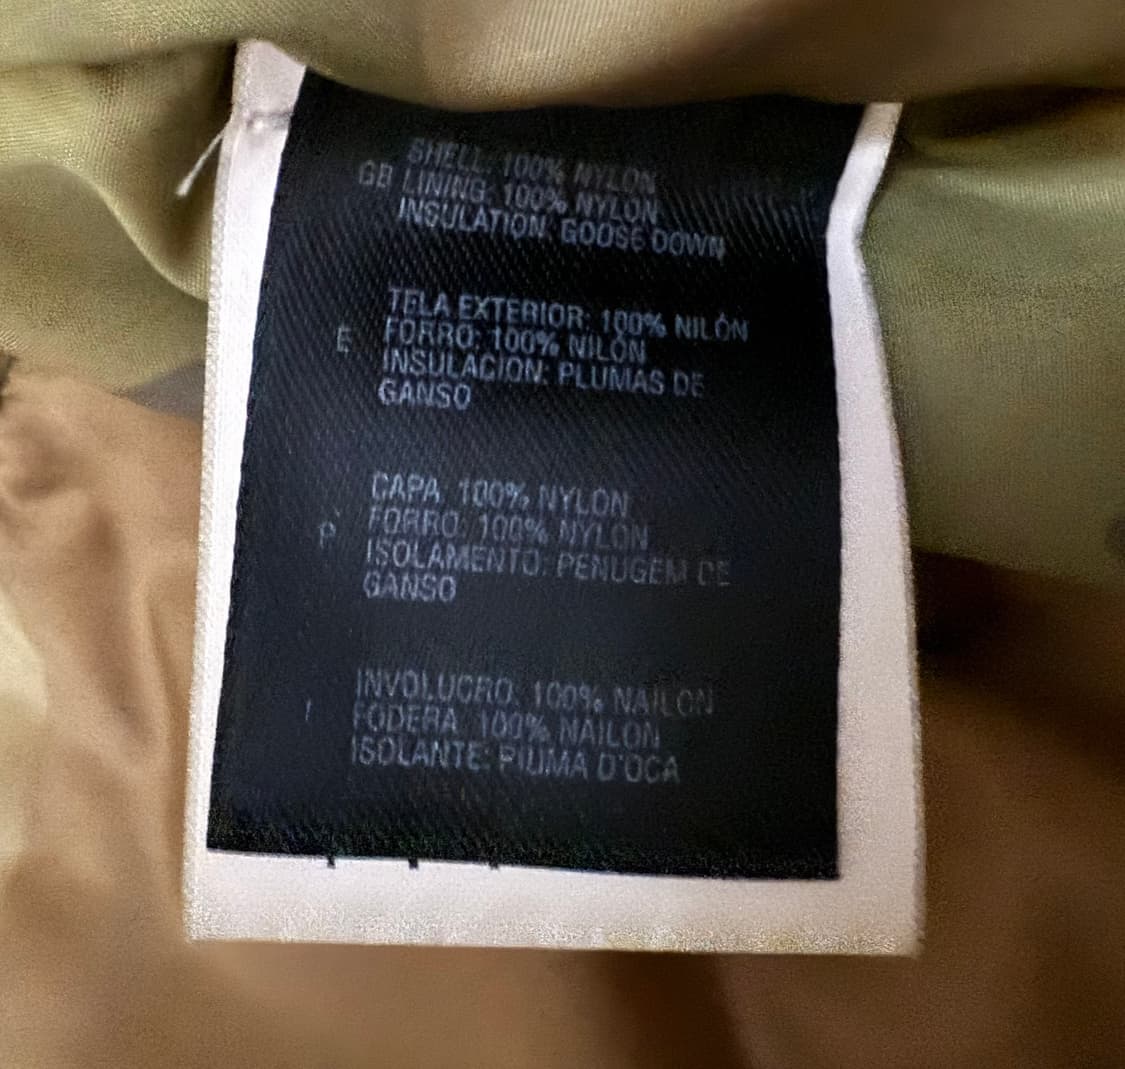 SHELL: 100% NYLON
GB LINING: 100% NYLON
INSULATION: GOOSE DOWN
TELA EXTERIOR: 100% NILÓN
E FORRO: 100% NILÓN
INSULACION: PLUMAS DE
GANSO
CAPA: 100% NYLON
P FORRO: 100% NYLON
ISOLAMENTO: PENUGEM DE
GANSO
INVOLUCRO: 100% NAILON
I FODERA: 100% NAILON
ISOLANTE: PIUMA D'OCA